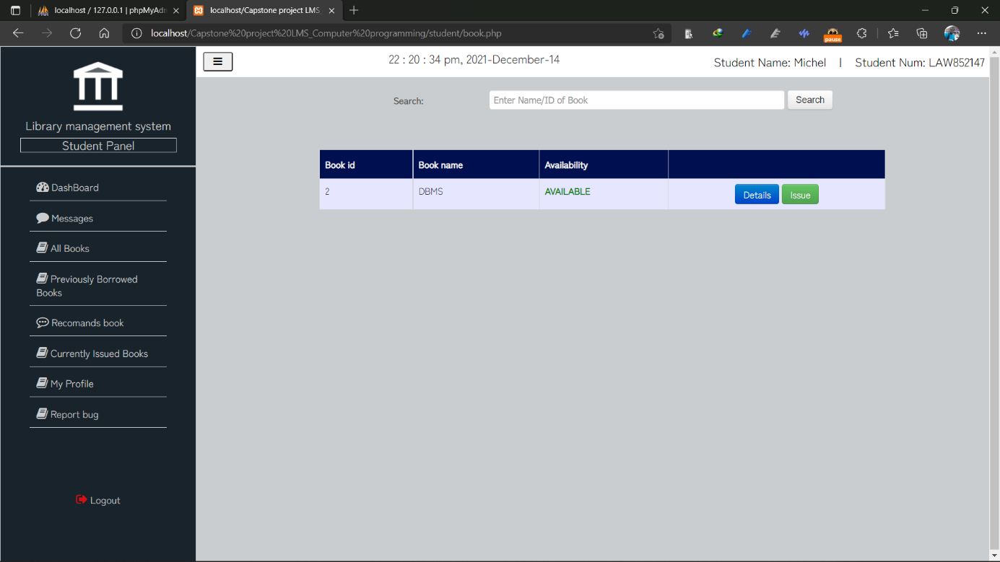 localhost / 127.0.0.1 | phpMyAdm
localhost/Capstone project LMS_
localhost/Capstone%20project%20LMS_Computer%20programming/student/book.php
pause
Library management system
Student Panel
DashBoard
Messages
All Books
Previously Borrowed
Books
Recomands book
Currently Issued Books
My Profile
Report bug
Logout
22 : 20 : 34 pm, 2021-December-14
Student Name: Michel | Student Num: LAW852147
Search: Enter Name/ID of Book Search
Book id Book name Availability
2 DBMS AVAILABLE Details Issue